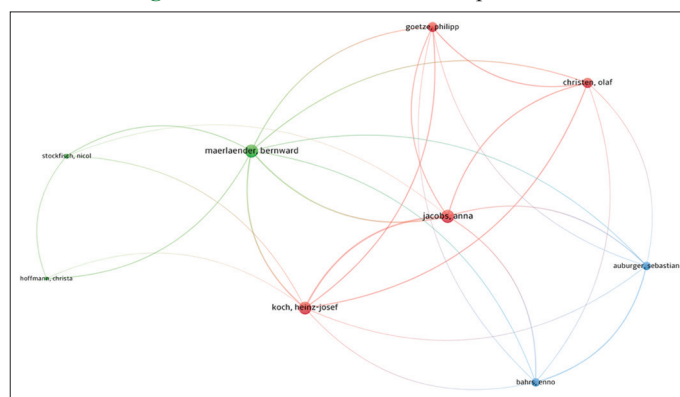 goetze, philipp
christen, olaf
maerlaender, bernward
stockfisch, nicol
jacobs, anna
auburger, sebastian
hoffmann, christa
koch, heinz-josef
bahrs, enno